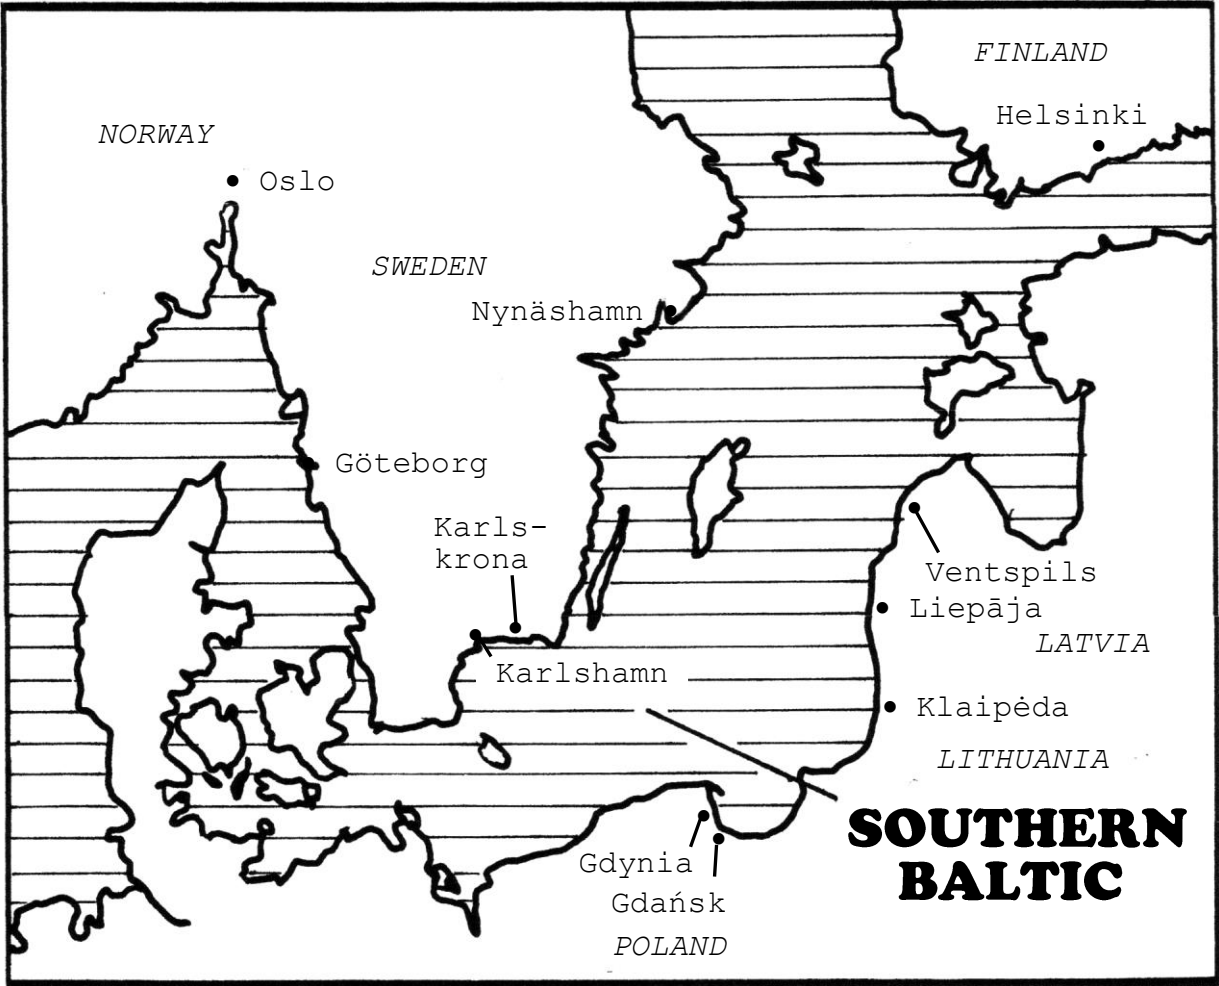 FINLAND
Helsinki
NORWAY
Oslo
SWEDEN
Nynäshamn
Göteborg
Karls-
krona
Ventspils
Liepāja
LATVIA
Karlshamn
Klaipėda
LITHUANIA
SOUTHERN
BALTIC
Gdynia
Gdańsk
POLAND